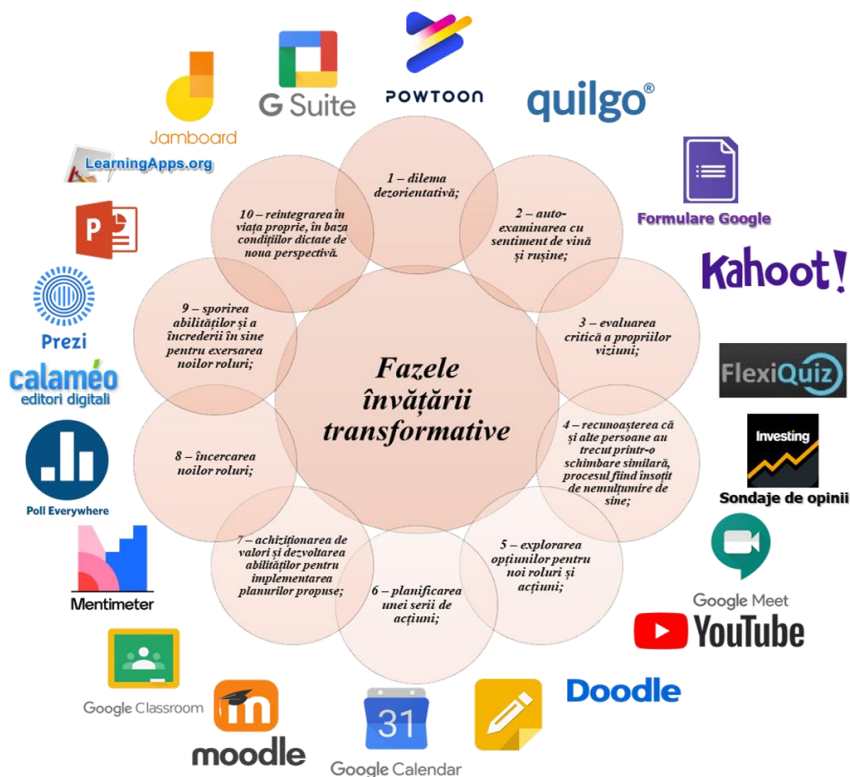 Jamboard
G Suite
POWTOON
quilgo®
LearningApps.org
Formulare Google
P
Kahoot!
Prezi
FlexiQuiz
calaméo
editori digitali
Investing
Sondaje de opinii
Poll Everywhere
Google Meet
YouTube
Mentimeter
Google Classroom
Doodle
m
moodle
31
Google Calendar
Fazele
învățării
transformative
1 – dilema
dezorientativă;
2 – auto-
examinarea cu
sentiment de vină
și rușine;
3 – evaluarea
critică a propriilor
viziuni;
4 – recunoașterea că
și alte persoane au
trecut printr-o
schimbare similară,
procesul fiind însoțit
de nemulțumire de
sine;
5 – explorarea
opțiunilor pentru
noi roluri și
acțiuni;
6 – planificarea
unei serii de
acțiuni;
7 – achiziționarea de
valori și dezvoltarea
abilităților pentru
implementarea
planurilor propuse;
8 – încercarea
noilor roluri;
9 – sporirea
abilităților și a
încrederii în sine
pentru exersarea
noilor roluri;
10 – reintegrarea în
viața proprie, în baza
condițiilor dictate de
noua perspectivă.